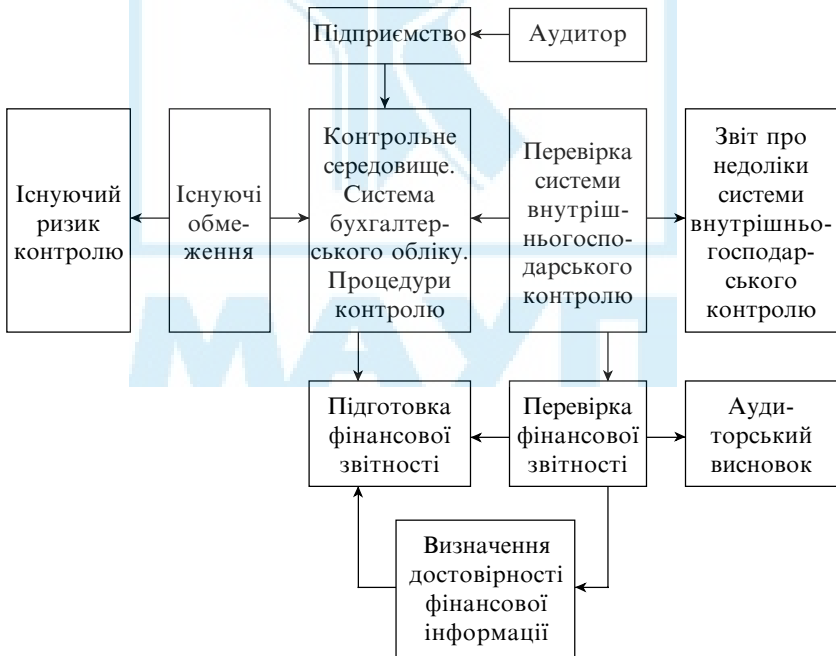 Підприємство
Аудитор
Існуючий
ризик
контролю
Існуючі
обме-
ження
Контрольне
середовище.
Система
бухгалтер-
ського обліку.
Процедури
контролю
Перевірка
системи
внутріш-
ньогоспо-
дарського
контролю
Звіт про
недоліки
системи
внутрішньо-
господар-
ського
контролю
Підготовка
фінансової
звітності
Перевірка
фінансової
звітності
Ауди-
торський
висновок
Визначення
достовірності
фінансової
інформації
МАУП